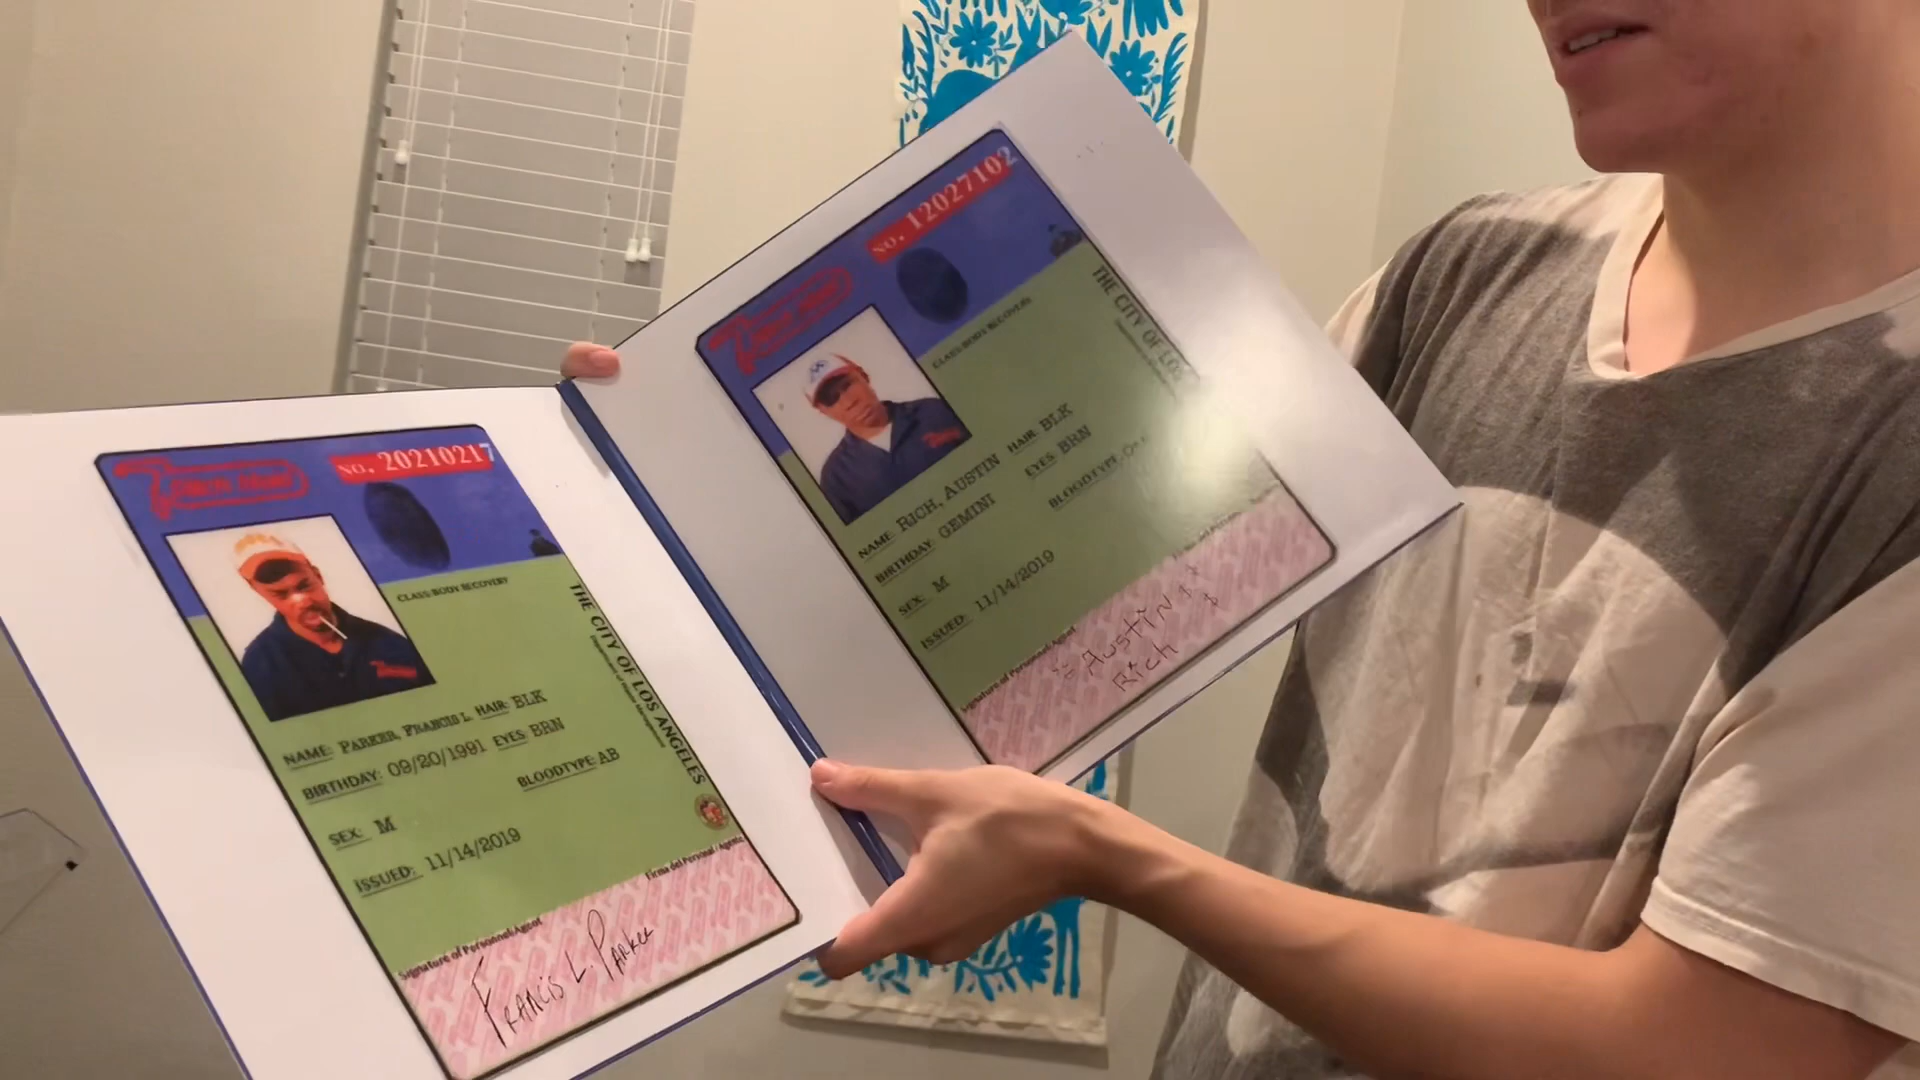 NO. 20210217
CLASS:BODY RECOVERY
THE CITY OF LOS ANGELES
NAME: PARKER, FRANCIS L. HAIR: BLK
BIRTHDAY: 09/20/1991 EYES: BRN
BLOODTYPE: AB
SEX: M
ISSUED: 11/14/2019
Signature of Personnel/Agent
Firma del Personal / Agente
FRANCIS L. PARKER
NO. 12027102
CLASS:BODY RECOVERY
THE CITY OF LOS
NAME: RICH, AUSTIN HAIR: BLK
BIRTHDAY: GEMINI EYES: BRN
BLOODTYPE:
SEX: M
ISSUED: 11/14/2019
Signature of Personnel/Agent
AUSTIN
Rich